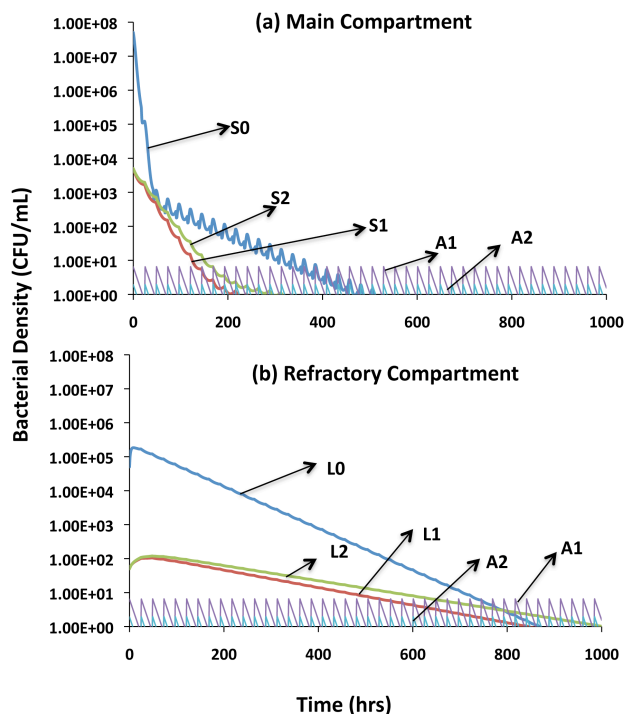 (a) Main Compartment
1.00E+08
1.00E+07
1.00E+06
1.00E+05
1.00E+04
1.00E+03
1.00E+02
1.00E+01
1.00E+00
S0
S2
S1
A1
A2
0
200
400
600
800
1000
Bacterial Density (CFU/mL)
(b) Refractory Compartment
1.00E+08
1.00E+07
1.00E+06
1.00E+05
1.00E+04
1.00E+03
1.00E+02
1.00E+01
1.00E+00
L0
L2
L1
A2
A1
0
200
400
600
800
1000
Time (hrs)